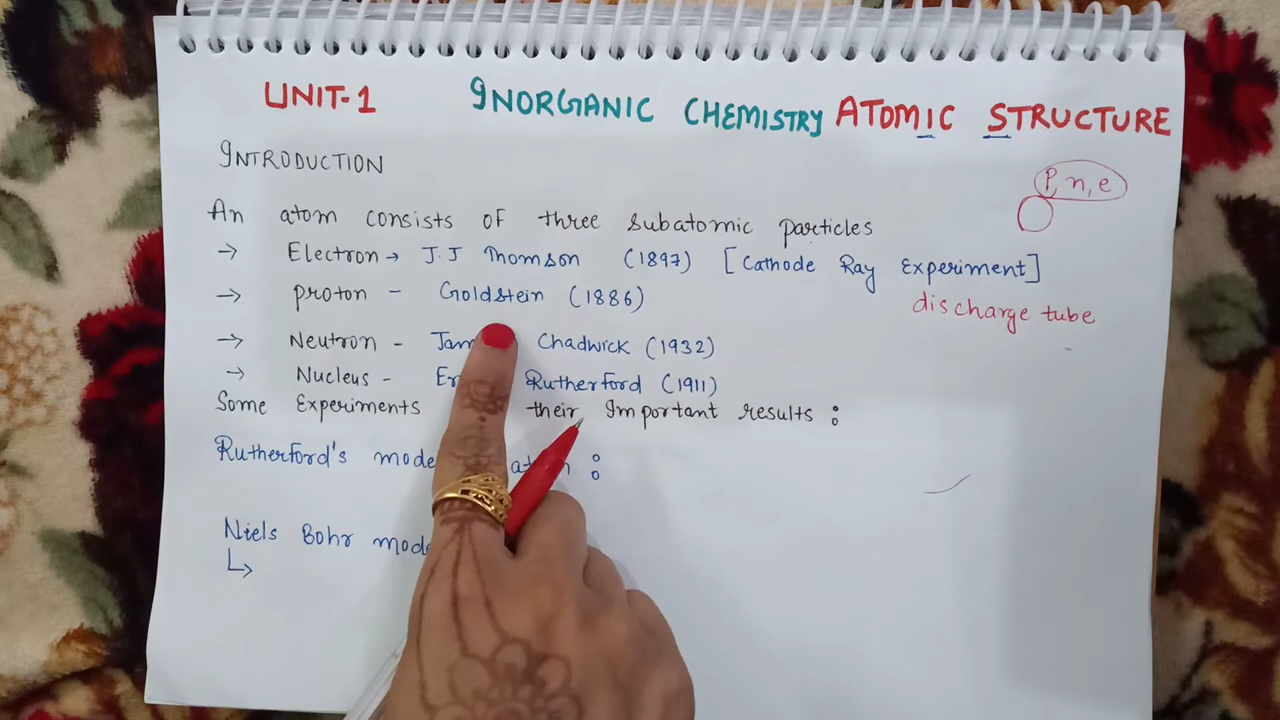 UNIT-1 INORGANIC CHEMISTRY ATOMIC STRUCTURE
INTRODUCTION
P, n, e
An atom consists of three subatomic particles
→ Electron → J.J Thomson (1897) [Cathode Ray Experiment]
→ proton - Goldstein (1886)
discharge tube
→ Neutron - Chadwick (1932)
→ Nucleus - Rutherford (1911)
Some Experiments their Important results :
Rutherford's :
Niels Bohr
↳